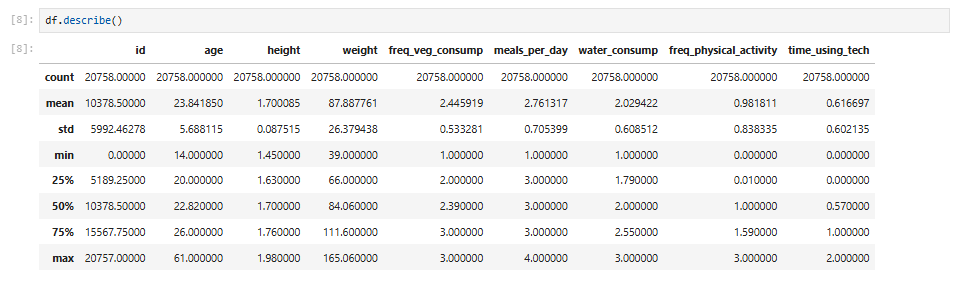 [8]: df.describe()
[8]: id age height weight freq_veg_consump meals_per_day water_consump freq_physical_activity time_using_tech
count 20758.00000 20758.000000 20758.000000 20758.000000 20758.000000 20758.000000 20758.000000 20758.000000 20758.000000
mean 10378.50000 23.841850 1.700085 87.887761 2.445919 2.761317 2.029422 0.981811 0.616697
std 5992.46278 5.688115 0.087515 26.379438 0.533281 0.705399 0.608512 0.838335 0.602135
min 0.00000 14.000000 1.450000 39.000000 1.000000 1.000000 1.000000 0.000000 0.000000
25% 5189.25000 20.000000 1.630000 66.000000 2.000000 3.000000 1.790000 0.010000 0.000000
50% 10378.50000 22.820000 1.700000 84.060000 2.390000 3.000000 2.000000 1.000000 0.570000
75% 15567.75000 26.000000 1.760000 111.600000 3.000000 3.000000 2.550000 1.590000 1.000000
max 20757.00000 61.000000 1.980000 165.060000 3.000000 4.000000 3.000000 3.000000 2.000000